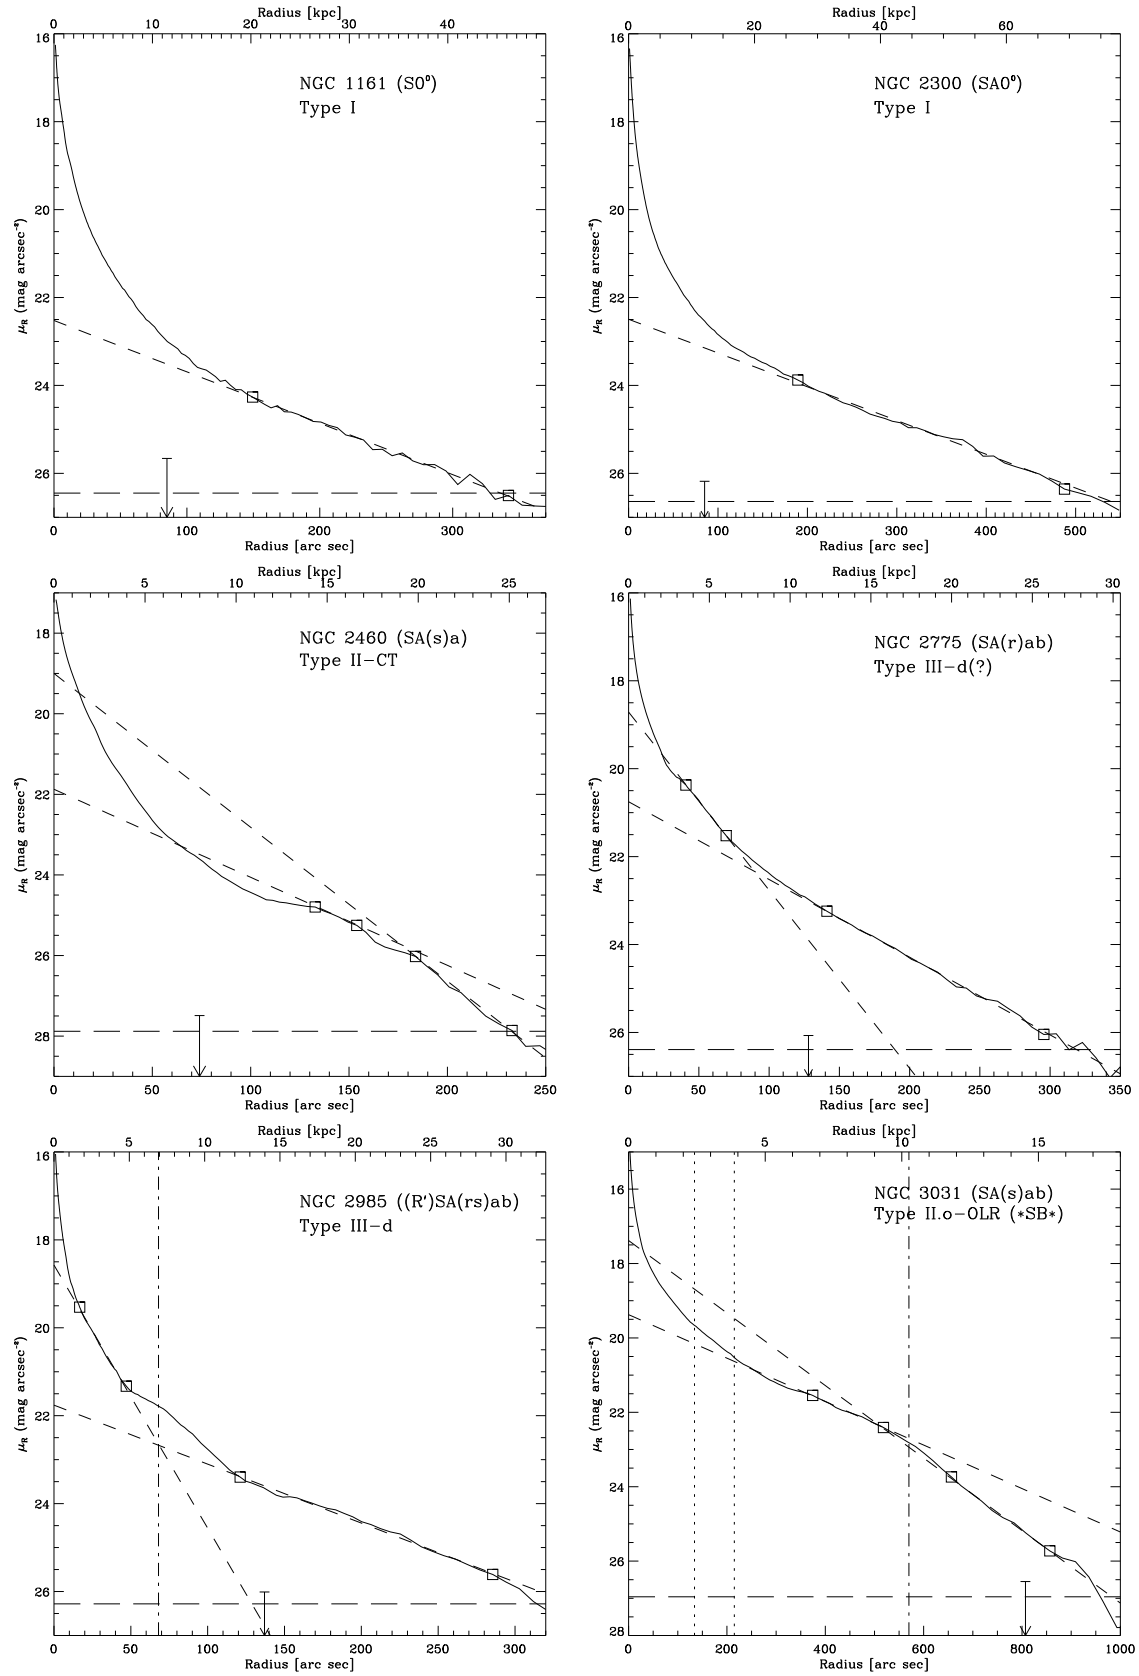 Radius [kpc]
0 10 20 30 40
16
18
20
22
24
26
μR (mag arcsec⁻²)
NGC 1161 (S0⁰)
Type I
0 100 200 300
Radius [arc sec]
Radius [kpc]
0 20 40 60
16
18
20
22
24
26
μR (mag arcsec⁻²)
NGC 2300 (SA0⁰)
Type I
0 100 200 300 400 500
Radius [arc sec]
Radius [kpc]
0 5 10 15 20 25
18
20
22
24
26
28
μR (mag arcsec⁻²)
NGC 2460 (SA(s)a)
Type II-CT
0 50 100 150 200 250
Radius [arc sec]
Radius [kpc]
0 5 10 15 20 25 30
16
18
20
22
24
26
μR (mag arcsec⁻²)
NGC 2775 (SA(r)ab)
Type III-d(?)
0 50 100 150 200 250 300 350
Radius [arc sec]
Radius [kpc]
0 5 10 15 20 25 30
16
18
20
22
24
26
μR (mag arcsec⁻²)
NGC 2985 ((R')SA(rs)ab)
Type III-d
0 50 100 150 200 250 300
Radius [arc sec]
Radius [kpc]
0 5 10 15
16
18
20
22
24
26
28
μR (mag arcsec⁻²)
NGC 3031 (SA(s)ab)
Type II.o-OLR (*SB*)
0 200 400 600 800 1000
Radius [arc sec]